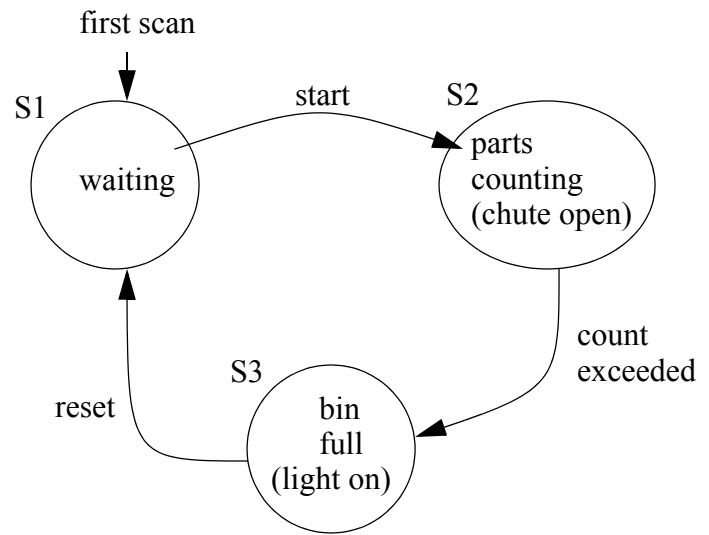 first scan
S1
start
S2
waiting
parts
counting
(chute open)
count
exceeded
S3
reset
bin
full
(light on)